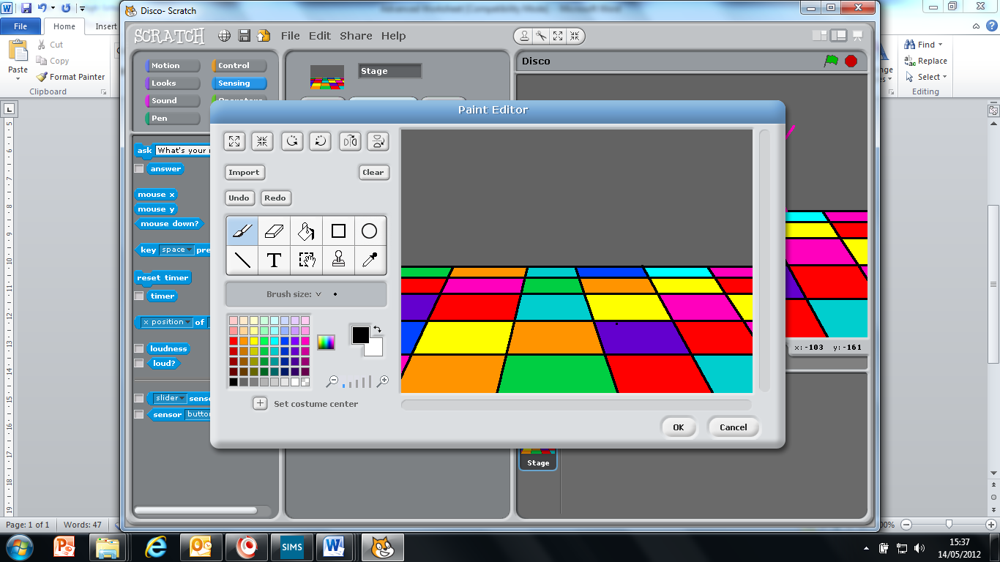 Disco- Scratch
File Home Insert
Cut
Copy
Paste
Format Painter
Clipboard
Find
Replace
Select
Editing
SCRATCH File Edit Share Help
Motion Control
Looks Sensing
Sound Operators
Pen
Stage
Disco
ask What's your
answer
mouse x
mouse y
mouse down?
key space
reset timer
timer
x position of
loudness
loud?
slider
sensor
Paint Editor
Import Clear
Undo Redo
T
Brush size:
Set costume center
OK Cancel
x: -103 y: -161
Stage
Page: 1 of 1 Words: 47
SIMS
15:37
14/05/2012